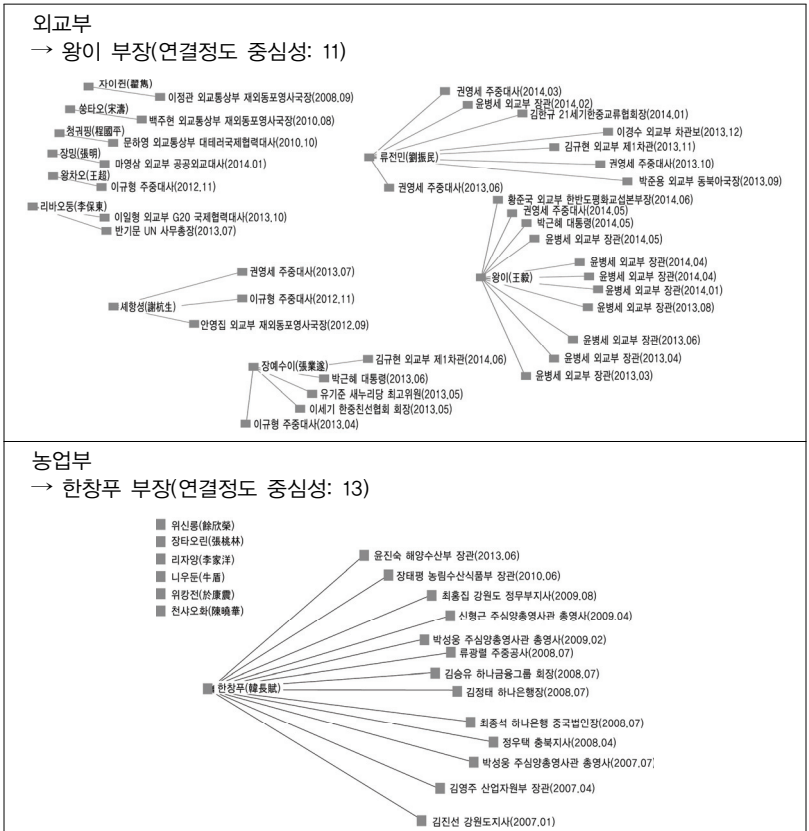 외교부
→ 왕이 부장(연결정도 중심성: 11)
자이쥔(翟雋)
이정관 외교통상부 재외동포영사국장(2008.09)
쑹타오(宋濤)
백주현 외교통상부 재외동포영사국장(2010.08)
청궈핑(程國平)
문하영 외교통상부 대테러국제협력대사(2010.10)
장밍(張明)
마영삼 외교부 공공외교대사(2014.01)
왕차오(王超)
이규형 주중대사(2012.11)
리바오둥(李保東)
이일형 외교부 G20 국제협력대사(2013.10)
반기문 UN 사무총장(2013.07)
권영세 주중대사(2014.03)
윤병세 외교부 장관(2014.02)
김한규 21세기한중교류협회장(2014.01)
이경수 외교부 차관보(2013.12)
류전민(劉振民)
김규현 외교부 제1차관(2013.11)
권영세 주중대사(2013.10)
박준용 외교부 동북아국장(2013.09)
권영세 주중대사(2013.06)
황준국 외교부 한반도평화교섭본부장(2014.06)
권영세 주중대사(2014.05)
박근혜 대통령(2014.05)
윤병세 외교부 장관(2014.05)
윤병세 외교부 장관(2014.04)
왕이(王毅)
윤병세 외교부 장관(2014.04)
윤병세 외교부 장관(2014.01)
윤병세 외교부 장관(2013.08)
윤병세 외교부 장관(2013.06)
윤병세 외교부 장관(2013.04)
윤병세 외교부 장관(2013.03)
권영세 주중대사(2013.07)
셰항성(謝杭生)
이규형 주중대사(2012.11)
안영집 외교부 재외동포영사국장(2012.09)
장예수이(張業遂)
김규현 외교부 제1차관(2014.06)
박근혜 대통령(2013.06)
유기준 새누리당 최고위원(2013.05)
이세기 한중친선협회 회장(2013.05)
이규형 주중대사(2013.04)
농업부
→ 한창푸 부장(연결정도 중심성: 13)
위신룽(餘欣榮)
장타오린(張桃林)
리자양(李家洋)
니우둔(牛盾)
위캉전(於康震)
천샤오화(陳曉華)
윤진숙 해양수산부 장관(2013.06)
장태평 농림수산식품부 장관(2010.06)
최흥집 강원도 정무부지사(2009.08)
신형근 주심양총영사관 총영사(2009.04)
박성웅 주심양총영사관 총영사(2009.02)
류광렬 주중공사(2008.07)
김승유 하나금융그룹 회장(2008.07)
한창푸(韓長賦)
김정태 하나은행장(2008.07)
최종석 하나은행 중국법인장(2008.07)
정우택 충북지사(2008.04)
박성웅 주심양총영사관 총영사(2007.07)
김영주 산업자원부 장관(2007.04)
김진선 강원도지사(2007.01)